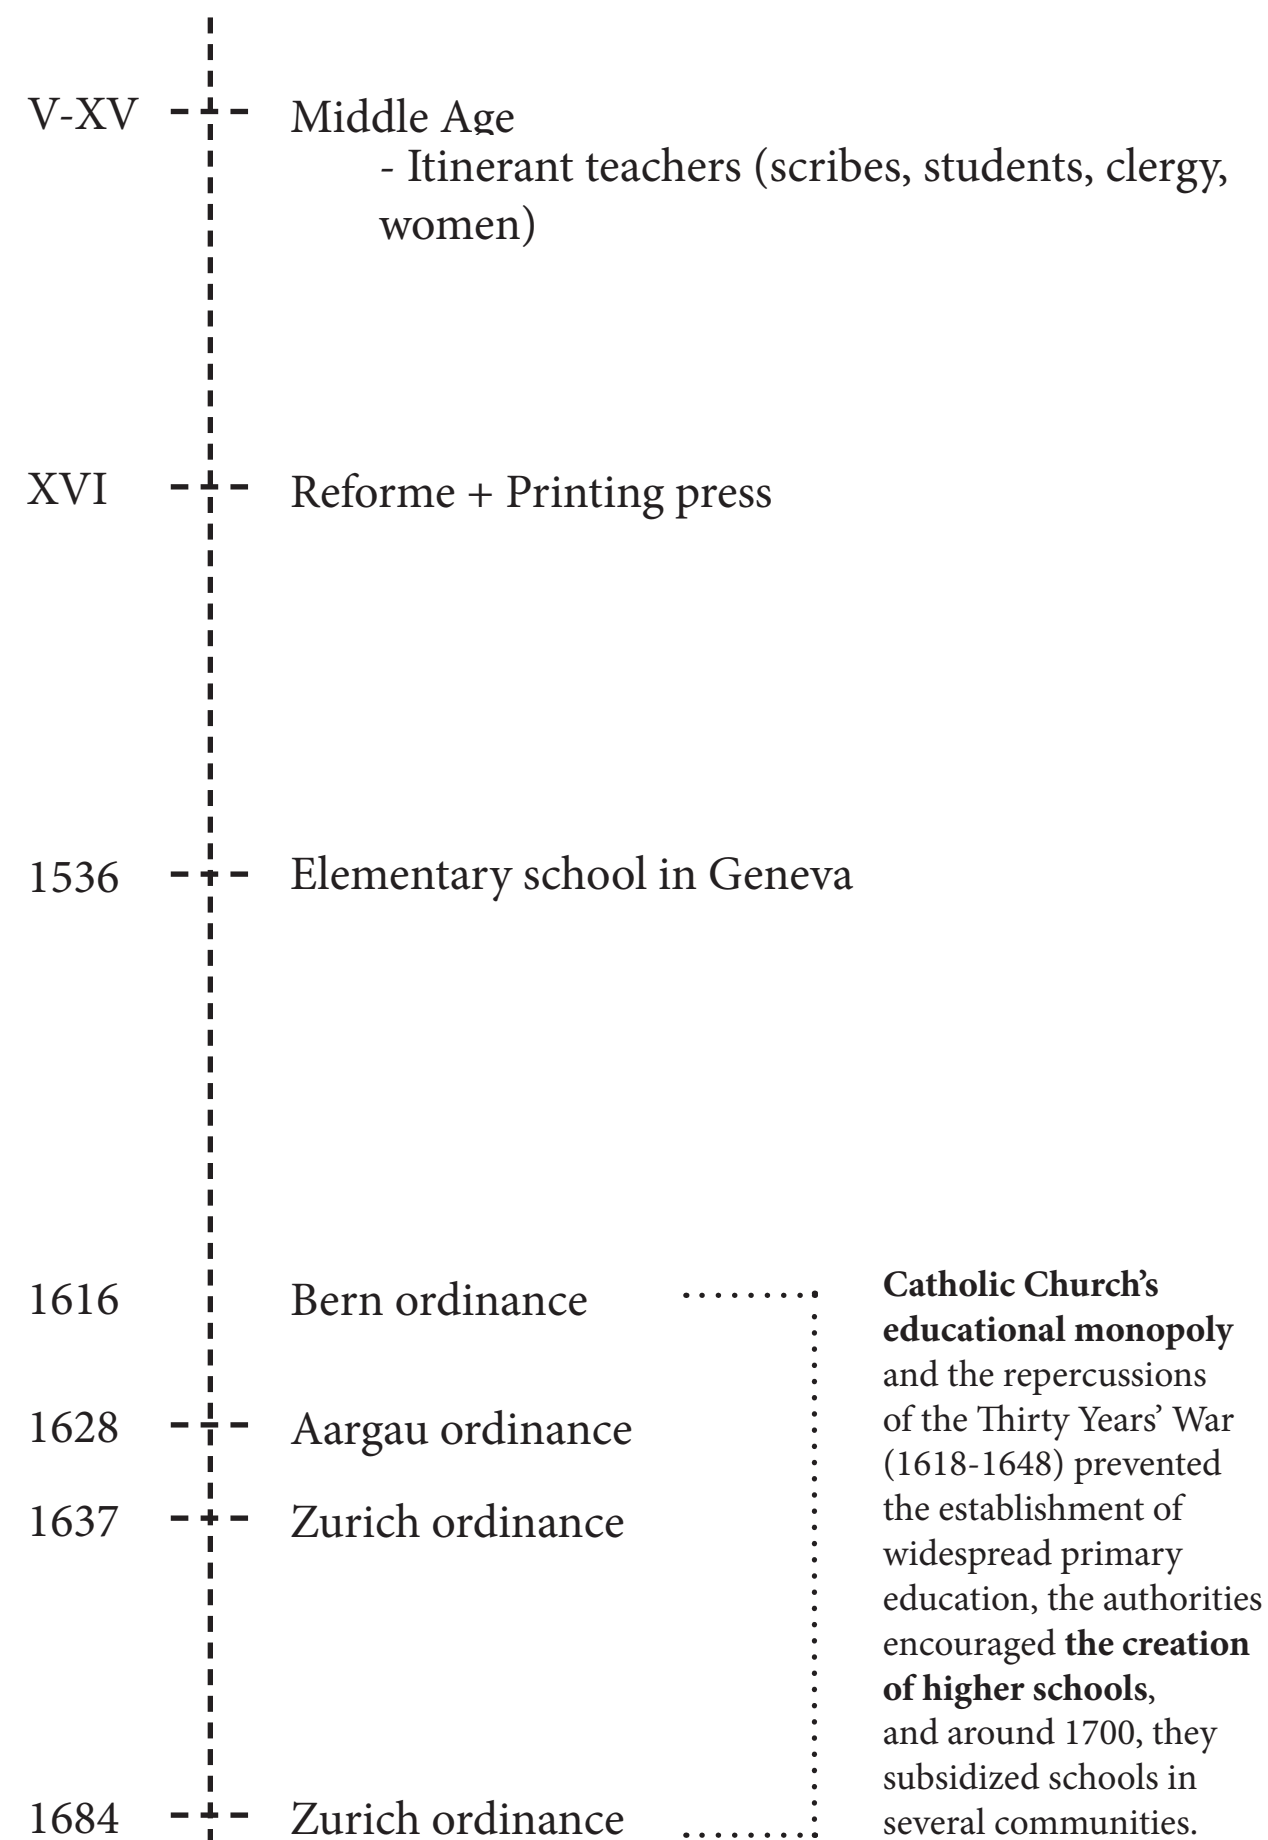 V-XV Middle Age
- Itinerant teachers (scribes, students, clergy,
women)
XVI Reforme + Printing press
1536 Elementary school in Geneva
1616 Bern ordinance
1628 Aargau ordinance
1637 Zurich ordinance
1684 Zurich ordinance
Catholic Church’s
educational monopoly
and the repercussions
of the Thirty Years’ War
(1618-1648) prevented
the establishment of
widespread primary
education, the authorities
encouraged the creation
of higher schools,
and around 1700, they
subsidized schools in
several communities.